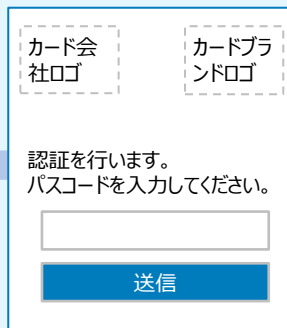 カード会
社ロゴ
カードブラ
ンドロゴ
認証を行います。
パスコードを入力してください。
送信